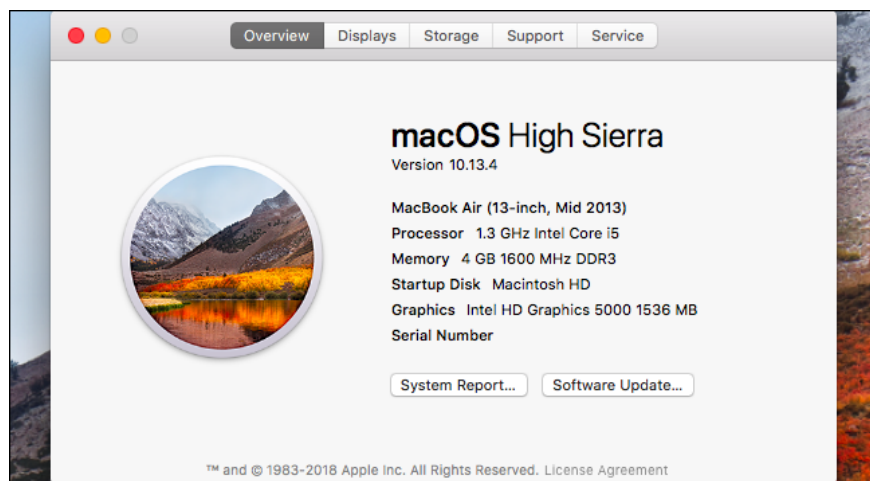 Overview Displays Storage Support Service
macOS High Sierra
Version 10.13.4
MacBook Air (13-inch, Mid 2013)
Processor 1.3 GHz Intel Core i5
Memory 4 GB 1600 MHz DDR3
Startup Disk Macintosh HD
Graphics Intel HD Graphics 5000 1536 MB
Serial Number
System Report... Software Update...
™ and © 1983-2018 Apple Inc. All Rights Reserved. License Agreement